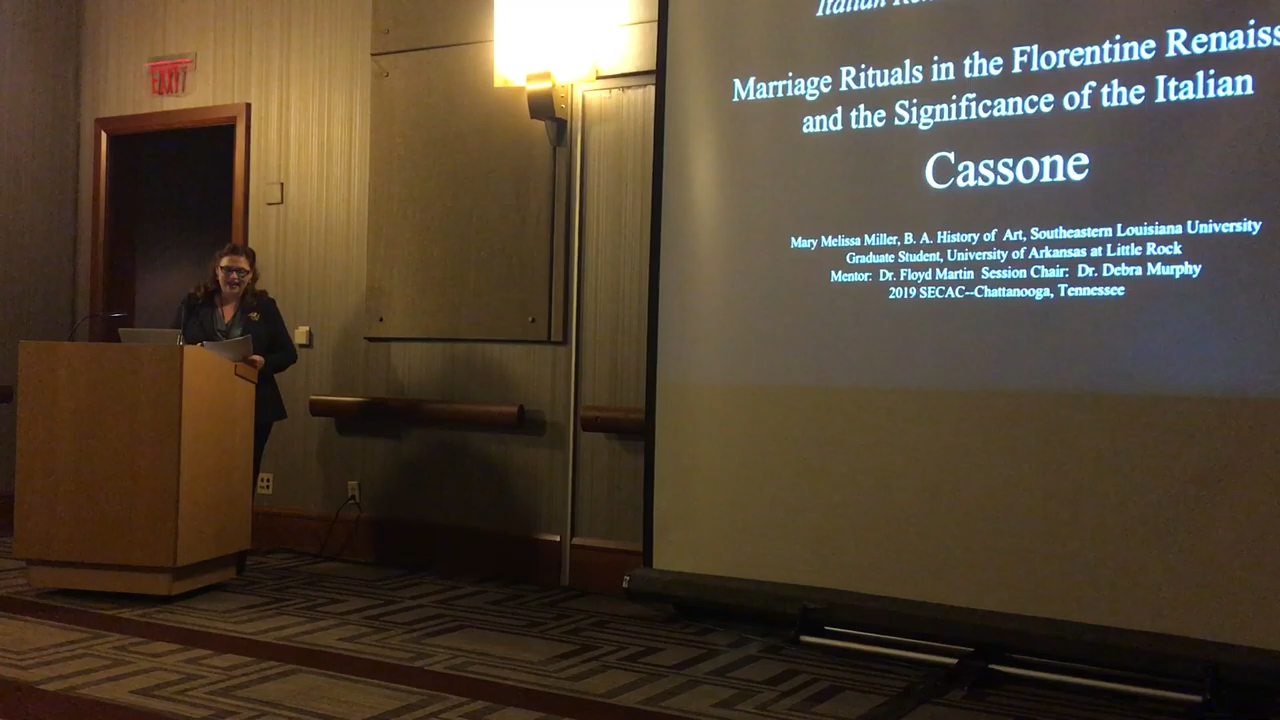 EXIT
Italian
Marriage Rituals in the Florentine Renaiss
and the Significance of the Italian
Cassone
Mary Melissa Miller, B. A. History of Art, Southeastern Louisiana University
Graduate Student, University of Arkansas at Little Rock
Mentor: Dr. Floyd Martin Session Chair: Dr. Debra Murphy
2019 SECAC--Chattanooga, Tennessee